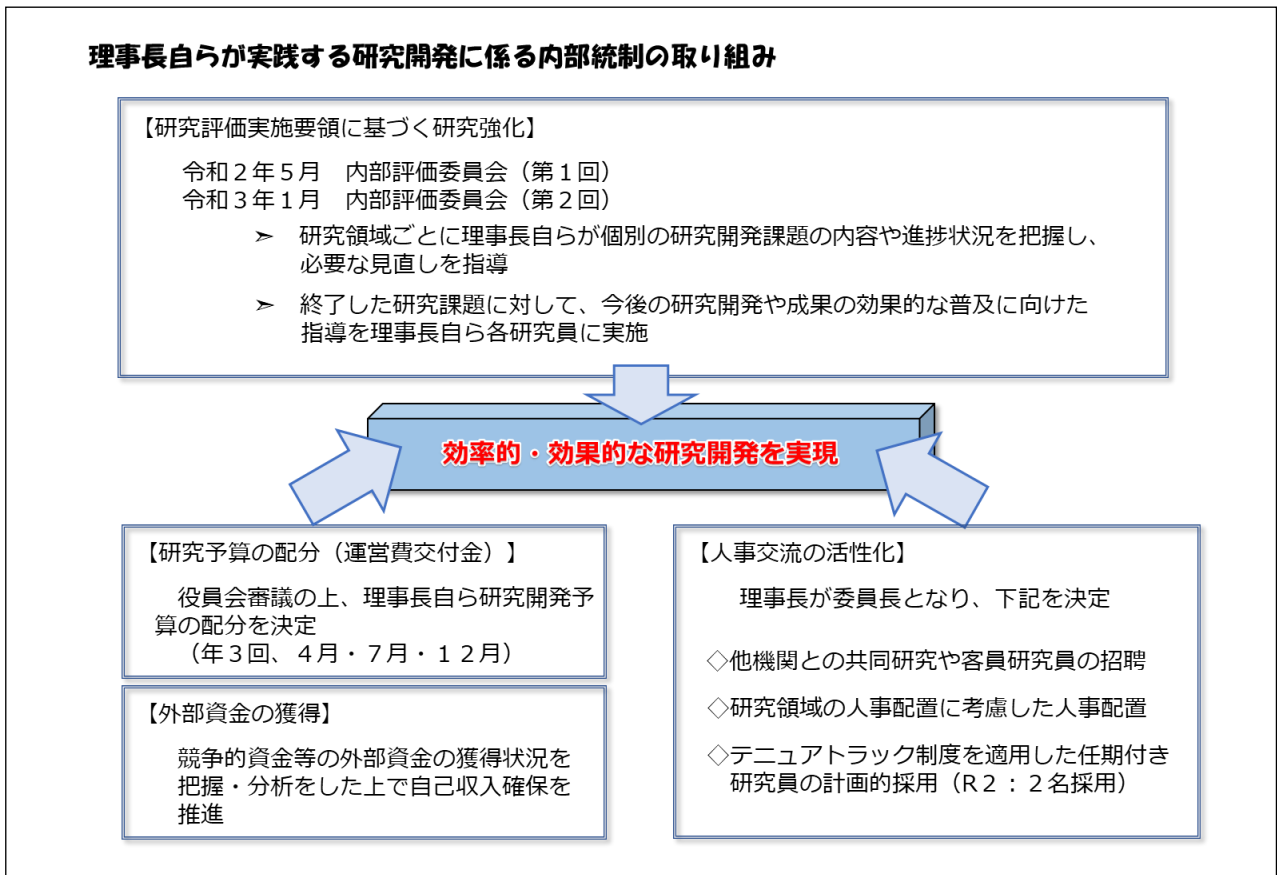 理事長自らが実践する研究開発に係る内部統制の取り組み
【研究評価実施要領に基づく研究強化】
令和２年５月　内部評価委員会（第１回）
令和３年１月　内部評価委員会（第２回）
➢　研究領域ごとに理事長自らが個別の研究開発課題の内容や進捗状況を把握し、
必要な見直しを指導
➢　終了した研究課題に対して、今後の研究開発や成果の効果的な普及に向けた
指導を理事長自ら各研究員に実施
効率的・効果的な研究開発を実現
【研究予算の配分（運営費交付金）】
役員会審議の上、理事長自ら研究開発予
算の配分を決定
（年３回、４月・７月・１２月）
【外部資金の獲得】
競争的資金等の外部資金の獲得状況を
把握・分析をした上で自己収入確保を
推進
【人事交流の活性化】
理事長が委員長となり、下記を決定
◇他機関との共同研究や客員研究員の招聘
◇研究領域の人事配置に考慮した人事配置
◇テニュアトラック制度を適用した任期付き
研究員の計画的採用（R２：２名採用）